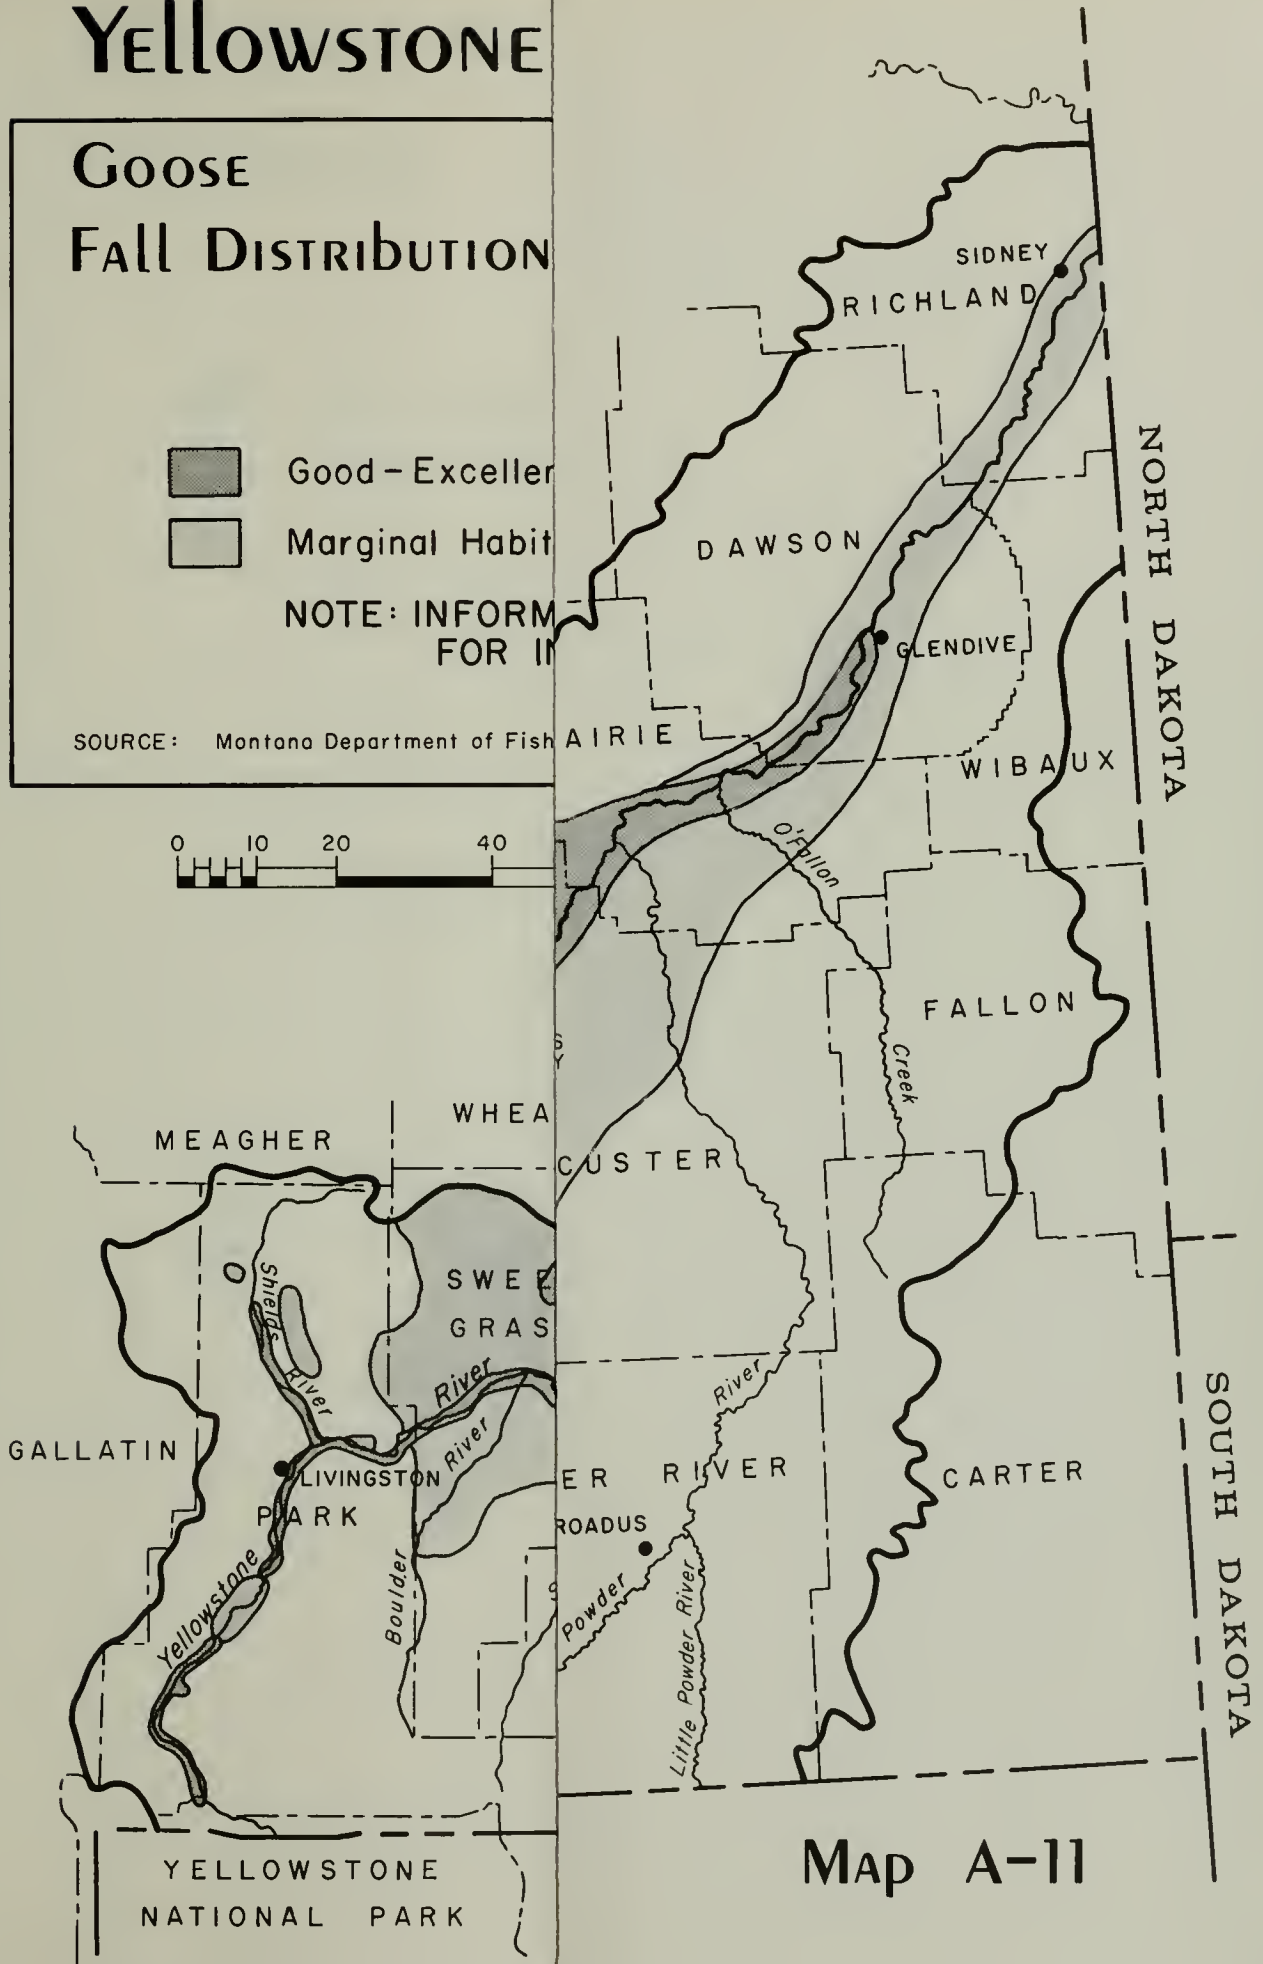 YEllOWSTONE
GOOSE
FAll DISTRIbUTION
Good-Exceller
Marginal Habit
NOTE: INFORM
FOR IN
SOURCE: Montana Department of Fish
0 10 20 40
MEAGHER
WHEA
SWEE
GRAS
Shields
River
River
River
GALLATIN
LIVINGSTON
PARK
Yellowstone
Boulder
YELLOWSTONE
NATIONAL PARK
SIDNEY
RICHLAND
NORTH DAKOTA
DAWSON
GLENDIVE
AIRIE
WIBAUX
O'Fallon
Creek
FALLON
S
Y
CUSTER
River
ER RIVER
ROADUS
Powder
Little Powder River
CARTER
SOUTH DAKOTA
MAp A-11